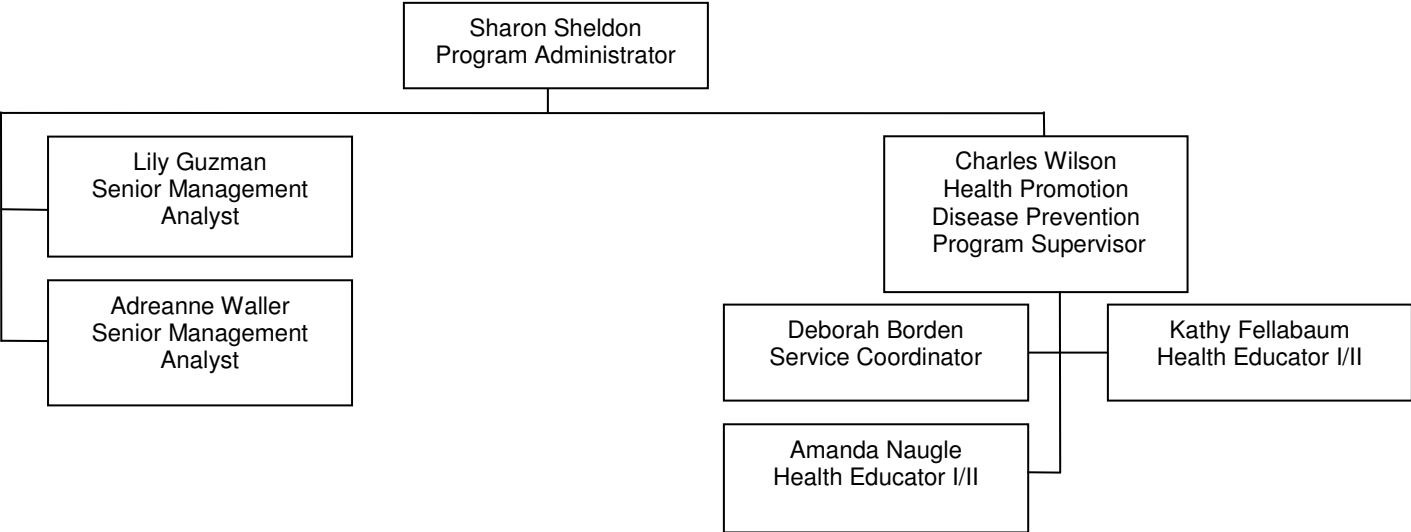 Sharon Sheldon
Program Administrator
Lily Guzman
Senior Management
Analyst
Adreanne Waller
Senior Management
Analyst
Charles Wilson
Health Promotion
Disease Prevention
Program Supervisor
Deborah Borden
Service Coordinator
Kathy Fellabaum
Health Educator I/II
Amanda Naugle
Health Educator I/II